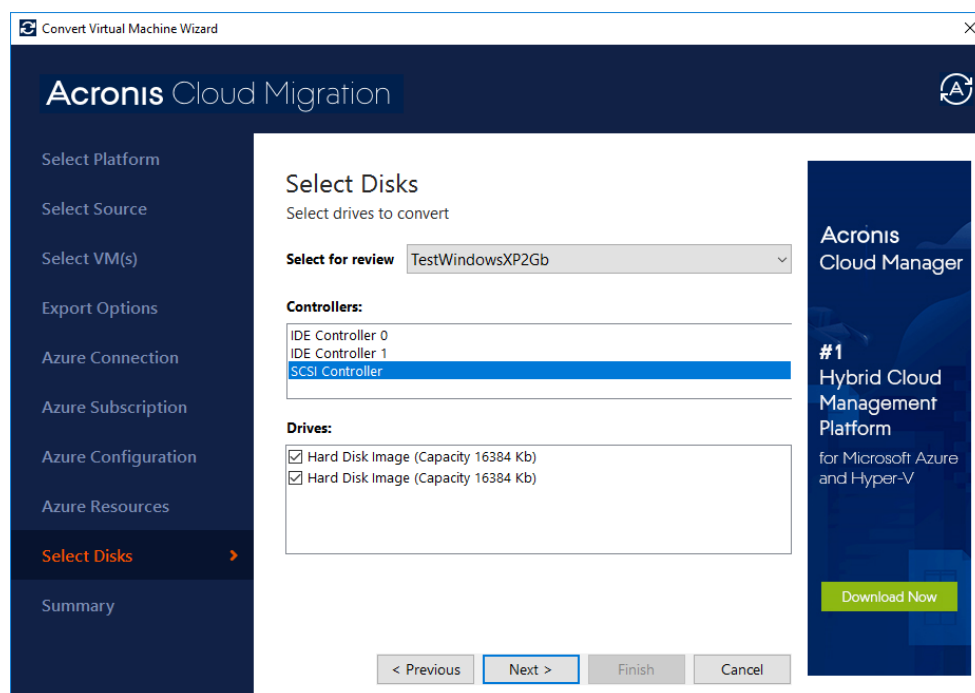 Convert Virtual Machine Wizard
Acronis Cloud Migration
Select Platform
Select Source
Select VM(s)
Export Options
Azure Connection
Azure Subscription
Azure Configuration
Azure Resources
Select Disks
Summary
Select Disks
Select drives to convert
Select for review TestWindowsXP2Gb
Controllers:
IDE Controller 0
IDE Controller 1
SCSI Controller
Drives:
Hard Disk Image (Capacity 16384 Kb)
Hard Disk Image (Capacity 16384 Kb)
< Previous Next > Finish Cancel
Acronis
Cloud Manager
#1
Hybrid Cloud
Management
Platform
for Microsoft Azure
and Hyper-V
Download Now